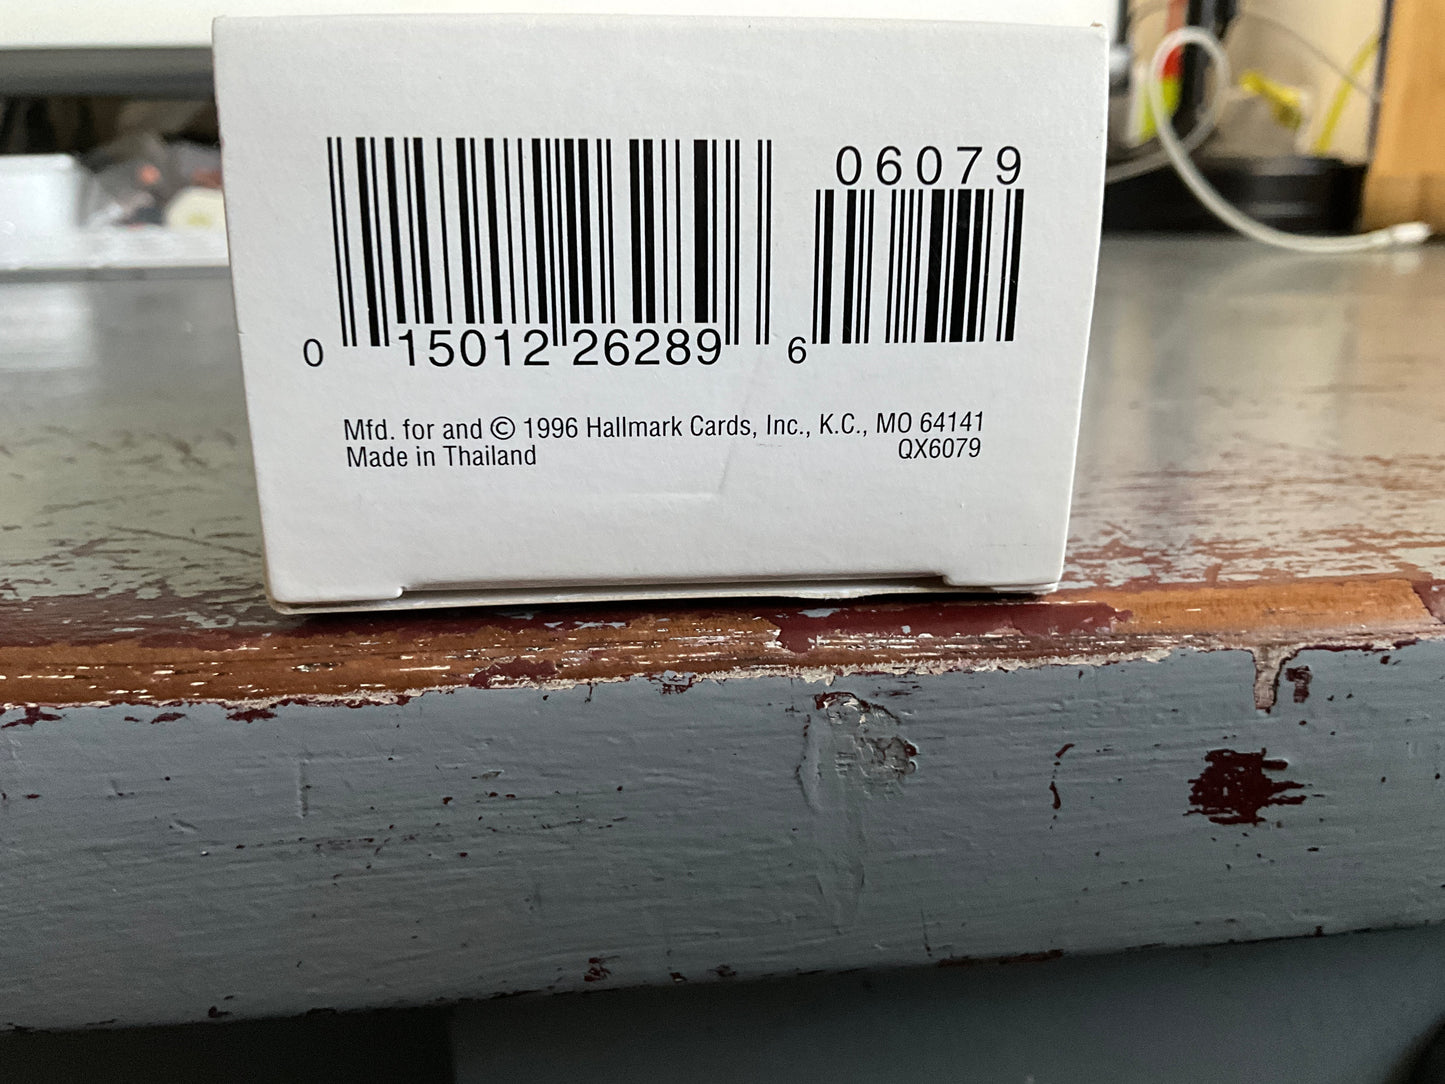 06079
0 15012 26289 6
Mfd. for and © 1996 Hallmark Cards, Inc., K.C., MO 64141
Made in Thailand QX6079